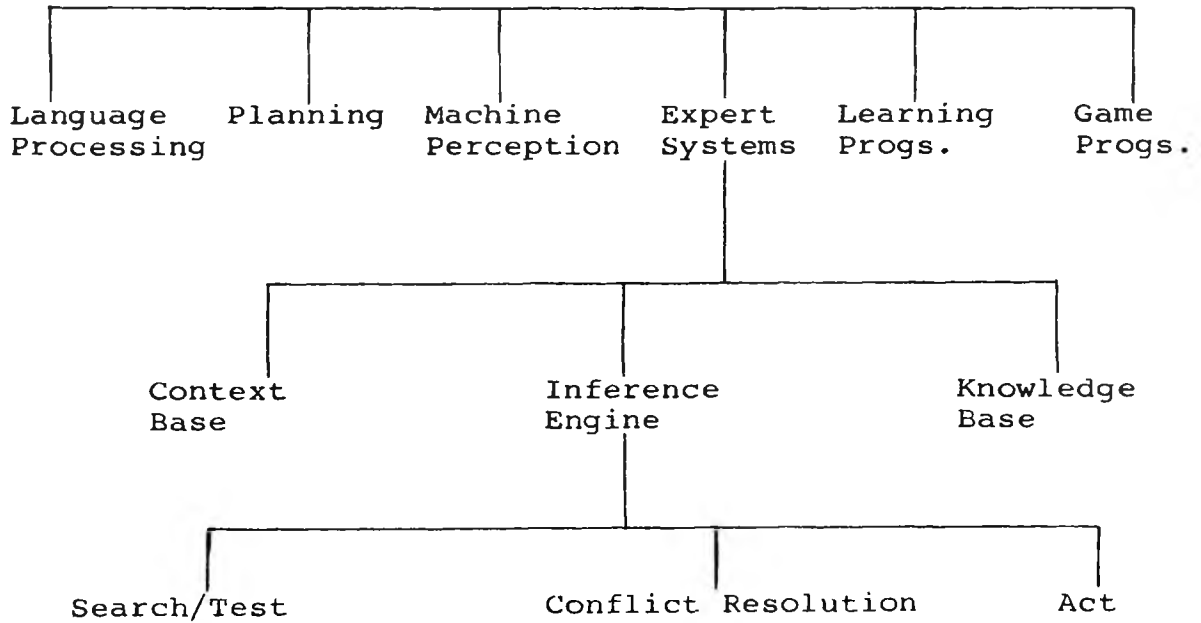 Language Planning Machine Expert Learning Game
Processing Perception Systems Progs. Progs.
Context Inference Knowledge
Base Engine Base
Search/Test Conflict Resolution Act